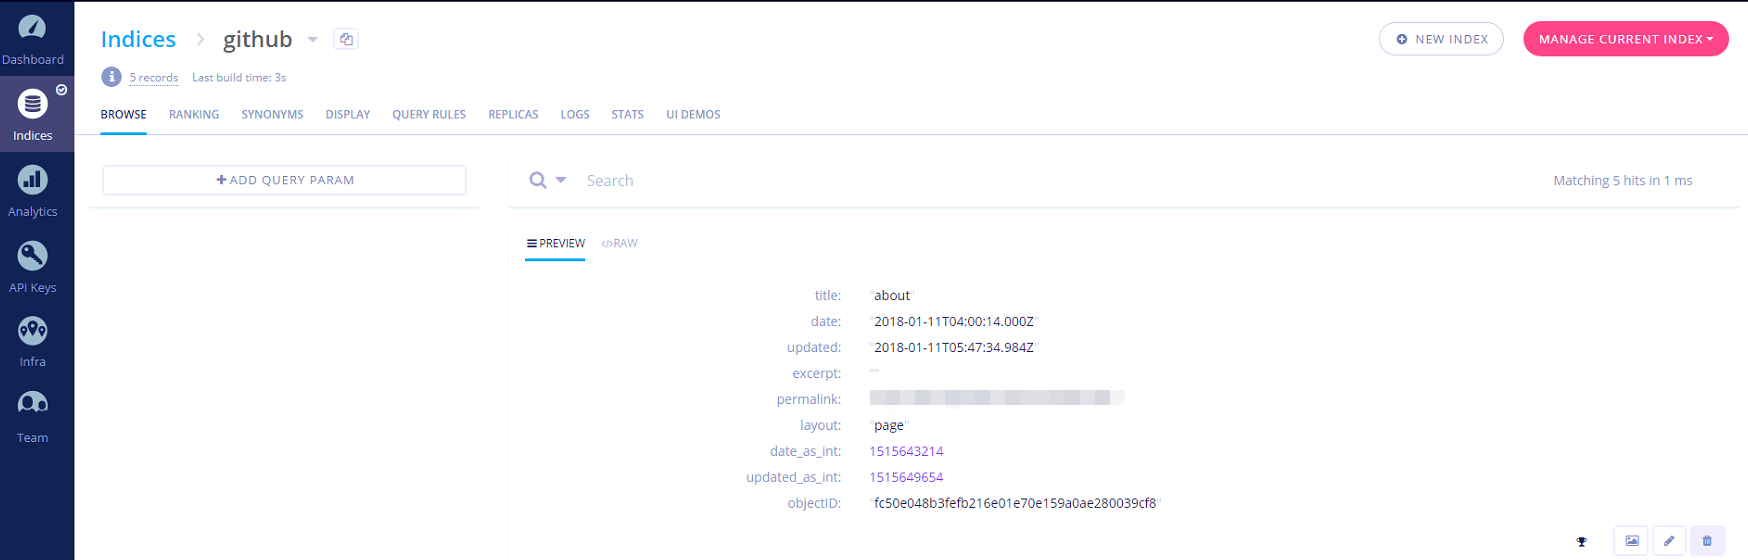 Dashboard
Indices
Analytics
API Keys
Infra
Team
Indices > github
NEW INDEX
MANAGE CURRENT INDEX
5 records Last build time: 3s
BROWSE RANKING SYNONYMS DISPLAY QUERY RULES REPLICAS LOGS STATS UI DEMOS
+ ADD QUERY PARAM
Search
Matching 5 hits in 1 ms
PREVIEW </>RAW
title: "about"
date: "2018-01-11T04:00:14.000Z"
updated: "2018-01-11T05:47:34.984Z"
excerpt: ""
permalink:
layout: "page"
date_as_int: 1515643214
updated_as_int: 1515649654
objectID: "fc50e048b3fefb216e01e70e159a0ae280039cf8"